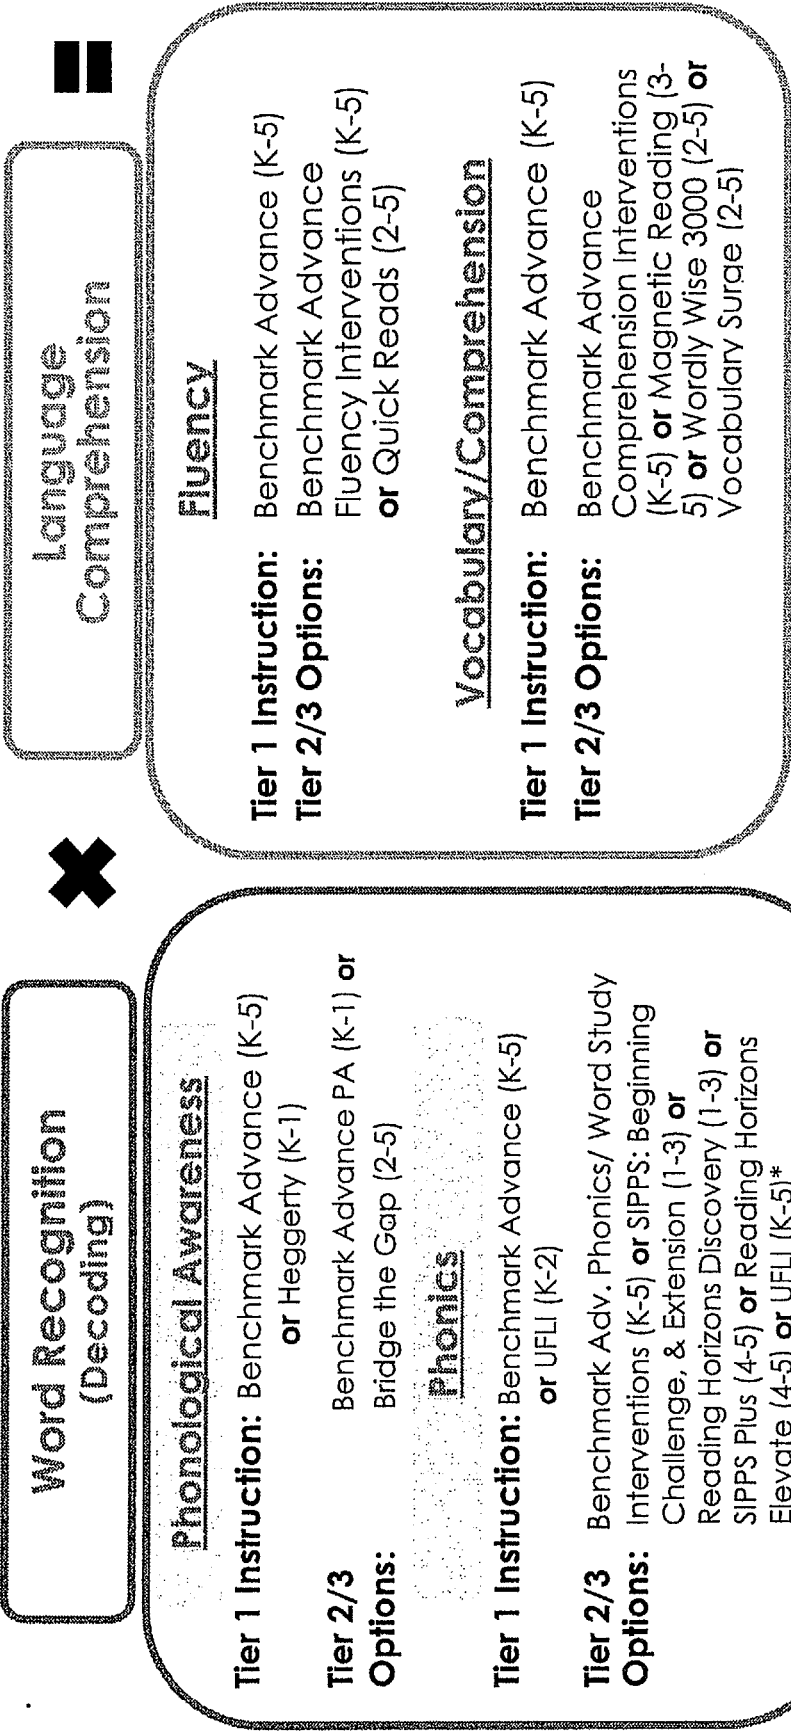 Word Recognition
(Decoding)
✖
Language
Comprehension
=
Phonological Awareness
Tier 1 Instruction: Benchmark Advance (K-5)
or Heggerty (K-1)
Tier 2/3
Options:
Benchmark Advance PA (K-1) or
Bridge the Gap (2-5)
Phonics
Tier 1 Instruction: Benchmark Advance (K-5)
or UFLI (K-2)
Tier 2/3
Options:
Benchmark Adv. Phonics/ Word Study
Interventions (K-5) or SIPPS: Beginning
Challenge, & Extension (1-3) or
Reading Horizons Discovery (1-3) or
SIPPS Plus (4-5) or Reading Horizons
Elevate (4-5) or UFLI (K-5)*
Fluency
Tier 1 Instruction: Benchmark Advance (K-5)
Tier 2/3 Options: Benchmark Advance
Fluency Interventions (K-5)
or Quick Reads (2-5)
Vocabulary/Comprehension
Tier 1 Instruction: Benchmark Advance (K-5)
Tier 2/3 Options: Benchmark Advance
Comprehension Interventions
(K-5) or Magnetic Reading (3-
5) or Wordly Wise 3000 (2-5) or
Vocabulary Surge (2-5)